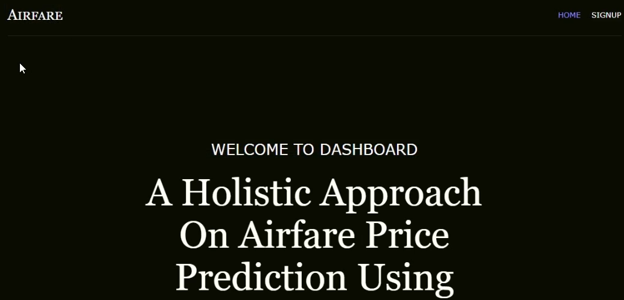 AIRFARE
HOME SIGNUP
WELCOME TO DASHBOARD
A Holistic Approach
On Airfare Price
Prediction Using